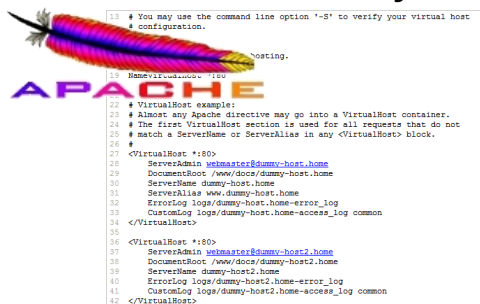 13 # You may use the command line option '-S' to verify your virtual host
# configuration.
hosting.
19 NameVirtualHost *:80
APACHE
22 # VirtualHost example:
23 # Almost any Apache directive may go into a VirtualHost container.
24 # The first VirtualHost section is used for all requests that do not
25 # match a ServerName or ServerAlias in any <VirtualHost> block.
26 #
27 <VirtualHost *:80>
28 ServerAdmin webmaster@dummy-host.home
29 DocumentRoot /www/docs/dummy-host.home
30 ServerName dummy-host.home
31 ServerAlias www.dummy-host.home
32 ErrorLog logs/dummy-host.home-error_log
33 CustomLog logs/dummy-host.home-access_log common
34 </VirtualHost>
35
36 <VirtualHost *:80>
37 ServerAdmin webmaster@dummy-host2.home
38 DocumentRoot /www/docs/dummy-host2.home
39 ServerName dummy-host2.home
40 ErrorLog logs/dummy-host2.home-error_log
41 CustomLog logs/dummy-host2.home-access_log common
42 </VirtualHost>